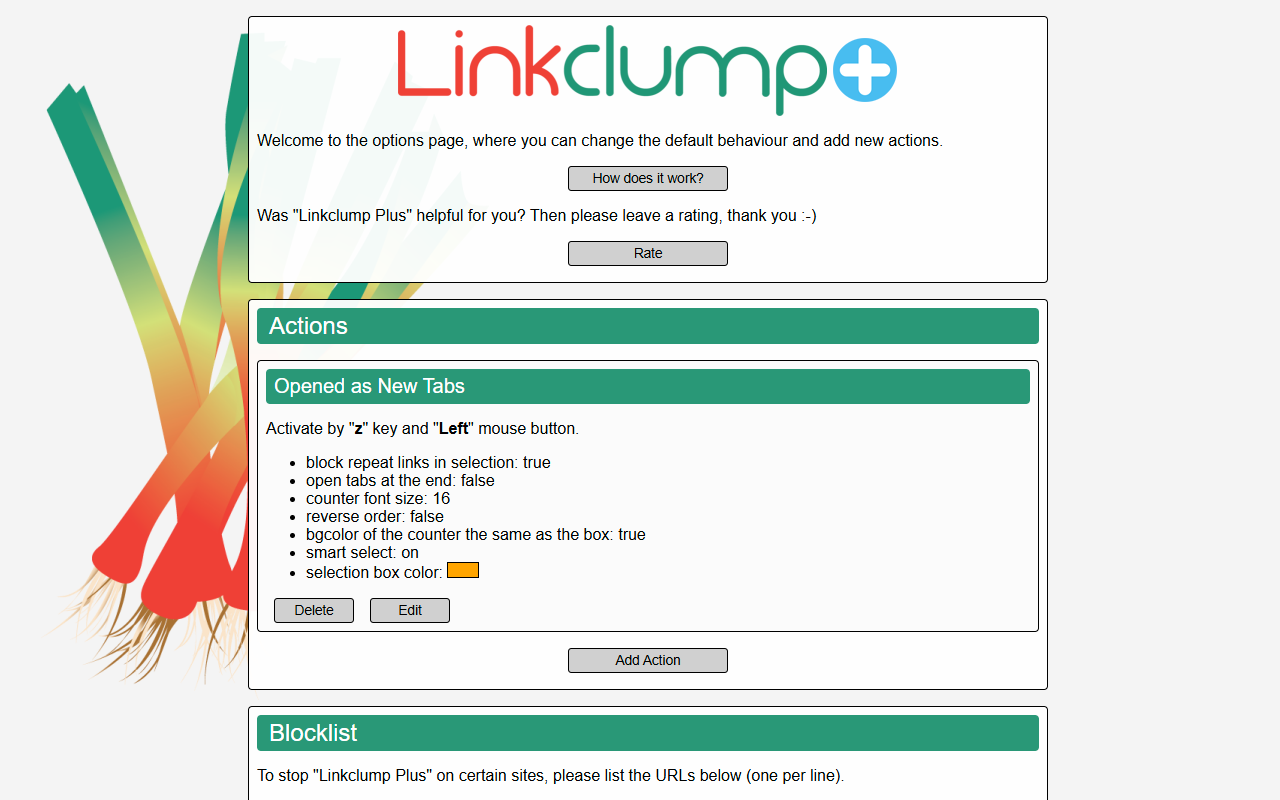 Linkclump+
Welcome to the options page, where you can change the default behaviour and add new actions.
How does it work?
Was "Linkclump Plus" helpful for you? Then please leave a rating, thank you :-)
Rate
Actions
Opened as New Tabs
Activate by "z" key and "Left" mouse button.
• block repeat links in selection: true
• open tabs at the end: false
• counter font size: 16
• reverse order: false
• bgcolor of the counter the same as the box: true
• smart select: on
• selection box color:
Delete Edit
Add Action
Blocklist
To stop "Linkclump Plus" on certain sites, please list the URLs below (one per line).